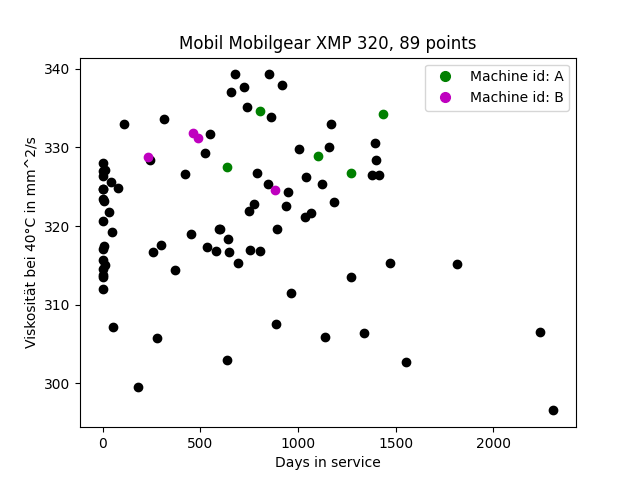 Mobil Mobilgear XMP 320, 89 points
Machine id: A
Machine id: B
Viskosität bei 40°C in mm^2/s
340
330
320
310
300
0 500 1000 1500 2000
Days in service